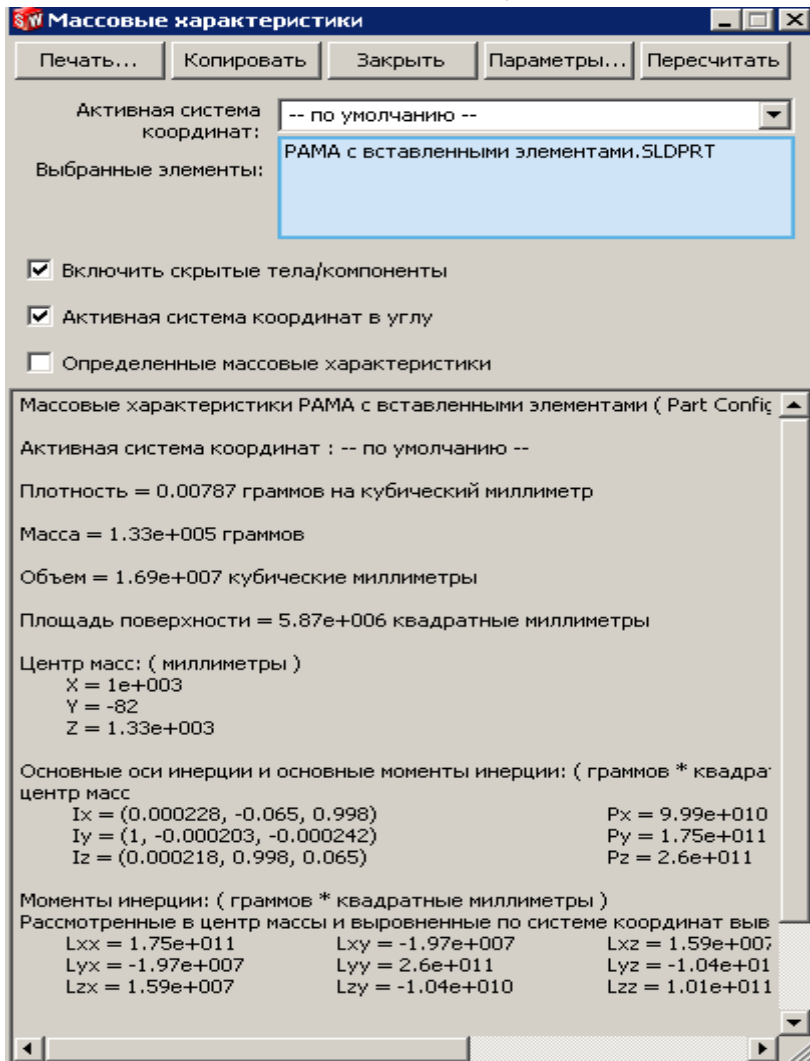 Массовые характеристики
Печать... Копировать Закрыть Параметры... Пересчитать
Активная система координат: -- по умолчанию --
Выбранные элементы: РАМА с вставленными элементами.SLDPRT
Включить скрытые тела/компоненты
Активная система координат в углу
Определенные массовые характеристики
Массовые характеристики РАМА с вставленными элементами ( Part Config
Активная система координат : -- по умолчанию --
Плотность = 0.00787 граммов на кубический миллиметр
Масса = 1.33e+005 граммов
Объем = 1.69e+007 кубические миллиметры
Площадь поверхности = 5.87e+006 квадратные миллиметры
Центр масс: ( миллиметры )
X = 1e+003
Y = -82
Z = 1.33e+003
Основные оси инерции и основные моменты инерции: ( граммов * квадрат
центр масс
Ix = (0.000228, -0.065, 0.998) Px = 9.99e+010
Iy = (1, -0.000203, -0.000242) Py = 1.75e+011
Iz = (0.000218, 0.998, 0.065) Pz = 2.6e+011
Моменты инерции: ( граммов * квадратные миллиметры )
Рассмотренные в центр массы и выровненные по системе координат выв
Lxx = 1.75e+011 Lxy = -1.97e+007 Lxz = 1.59e+007
Lyx = -1.97e+007 Lyy = 2.6e+011 Lyz = -1.04e+01
Lzx = 1.59e+007 Lzy = -1.04e+010 Lzz = 1.01e+011